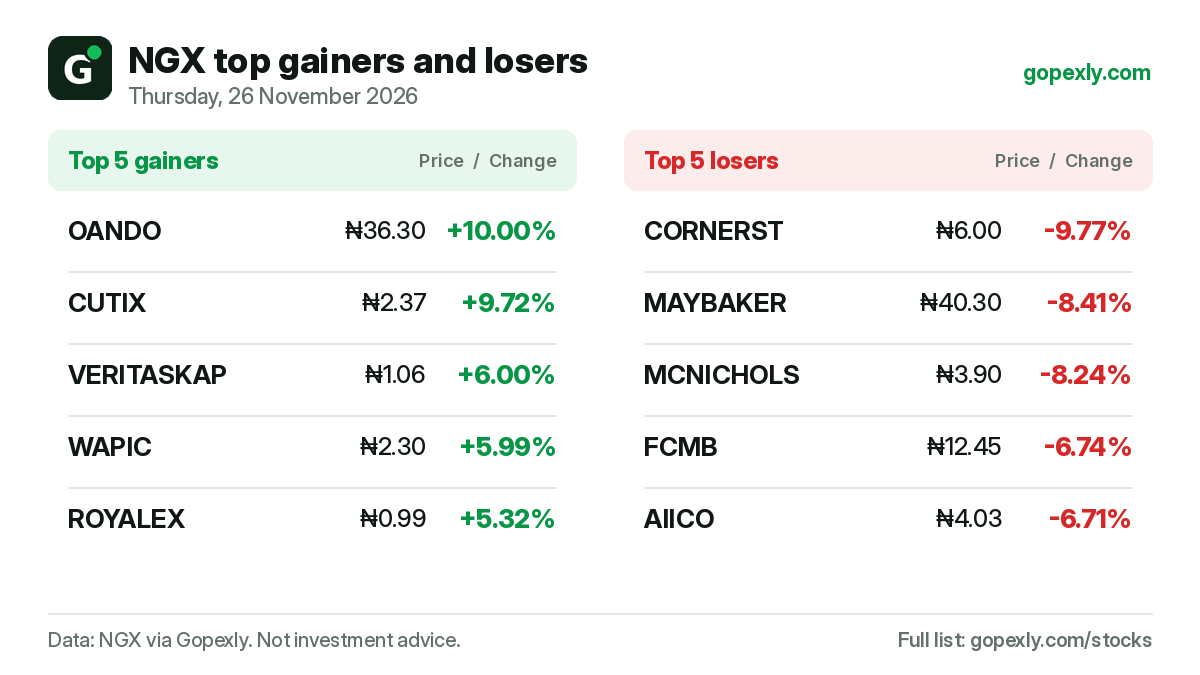 G
NGX top gainers and losers
Thursday, 26 November 2026
gopexly.com
Top 5 gainers Price / Change
OANDO ₦36.30 +10.00%
CUTIX ₦2.37 +9.72%
VERITASKAP ₦1.06 +6.00%
WAPIC ₦2.30 +5.99%
ROYALEX ₦0.99 +5.32%
Top 5 losers Price / Change
CORNERST ₦6.00 -9.77%
MAYBAKER ₦40.30 -8.41%
MCNICHOLS ₦3.90 -8.24%
FCMB ₦12.45 -6.74%
AIICO ₦4.03 -6.71%
Data: NGX via Gopexly. Not investment advice.
Full list: gopexly.com/stocks